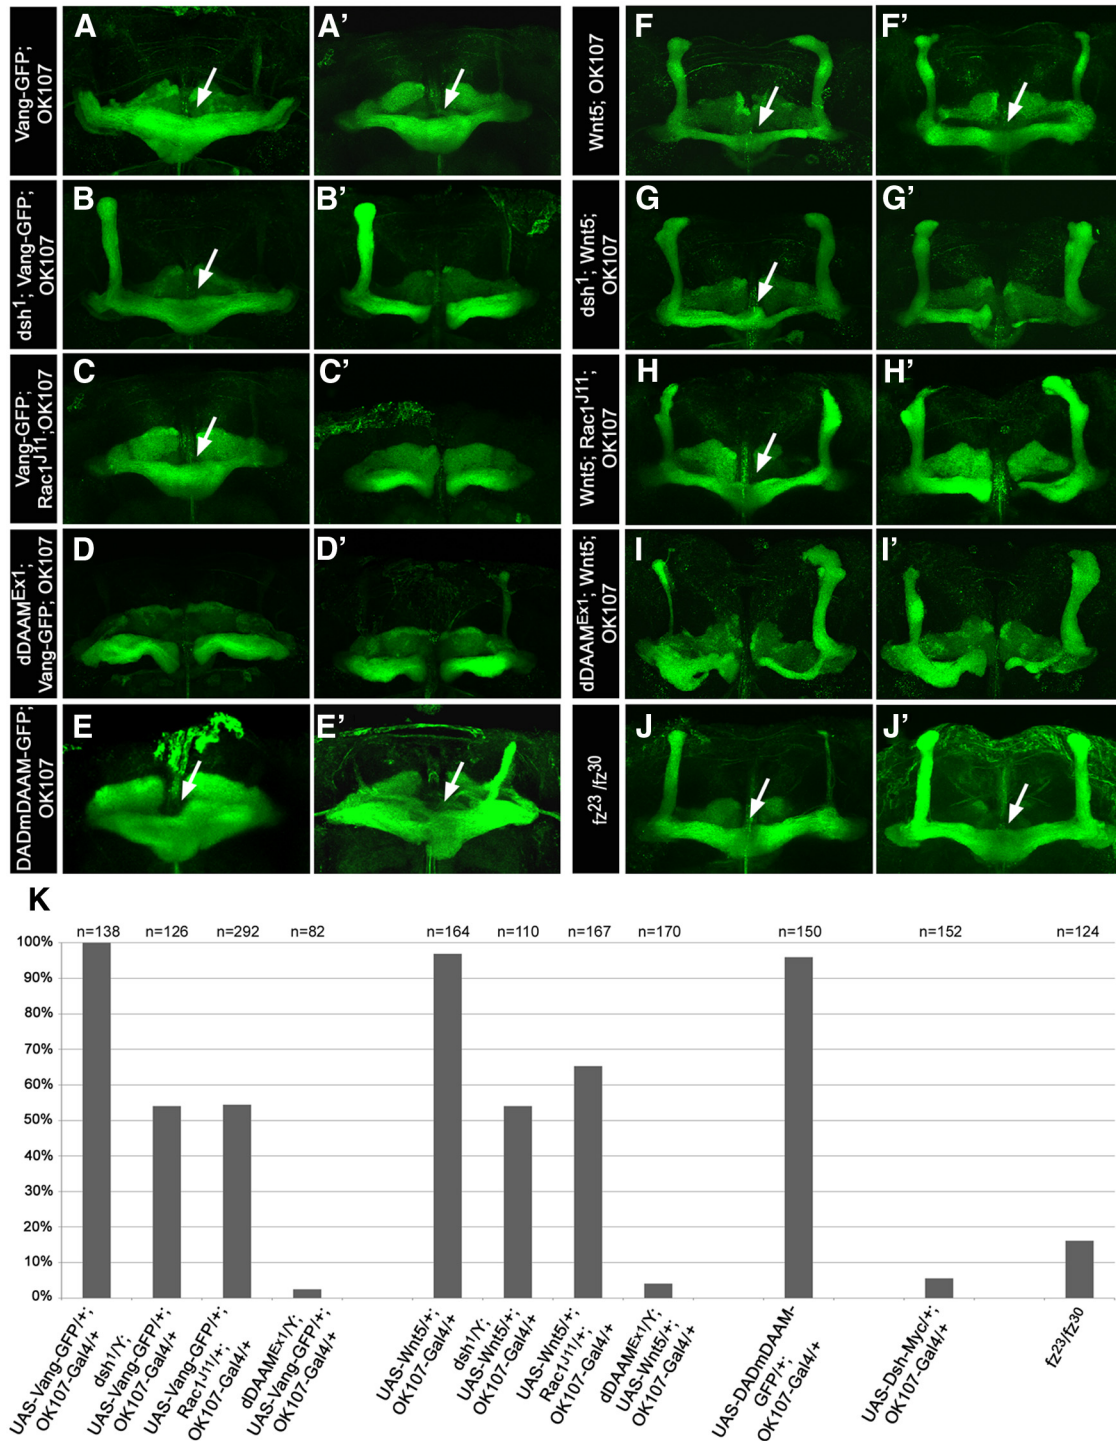 Vang-GFP;
OK107
A
A’
Wnt5; OK107
F
F’
dsh¹; Vang-GFP;
OK107
B
B’
dsh¹; Wnt5;
OK107
G
G’
Vang-GFP;
Rac1ᴶ¹¹;OK107
C
C’
Wnt5; Rac1ᴶ¹¹;
OK107
H
H’
dDAAMᴱˣ¹;
Vang-GFP; OK107
D
D’
dDAAMᴱˣ¹; Wnt5;
OK107
I
I’
DADmDAAM-GFP;
OK107
E
E’
fz²³ /fz³⁰
J
J’
K
n=138 n=126 n=292 n=82 n=164 n=110 n=167 n=170 n=150 n=152 n=124
100%
90%
80%
70%
60%
50%
40%
30%
20%
10%
0%
UAS-Vang-GFP/+;
OK107-Gal4/+
dsh1/Y;
UAS-Vang-GFP/+;
OK107-Gal4/+
UAS-Vang-GFP/+;
Rac1ᴶ¹¹/+;
OK107-Gal4/+
dDAAMᴱˣ¹/Y;
UAS-Vang-GFP/+;
OK107-Gal4/+
UAS-Wnt5/+;
OK107-Gal4/+
dsh1/Y;
UAS-Wnt5/+;
OK107-Gal4/+
UAS-Wnt5/+;
Rac1ᴶ¹¹/+;
OK107-Gal4/+
dDAAMᴱˣ¹/Y;
UAS-Wnt5/+;
OK107-Gal4/+
UAS-DADmDAAM-
GFP/+;
OK107-Gal4/+
UAS-Dsh-Myc/+;
OK107-Gal4/+
fz²³/fz³⁰